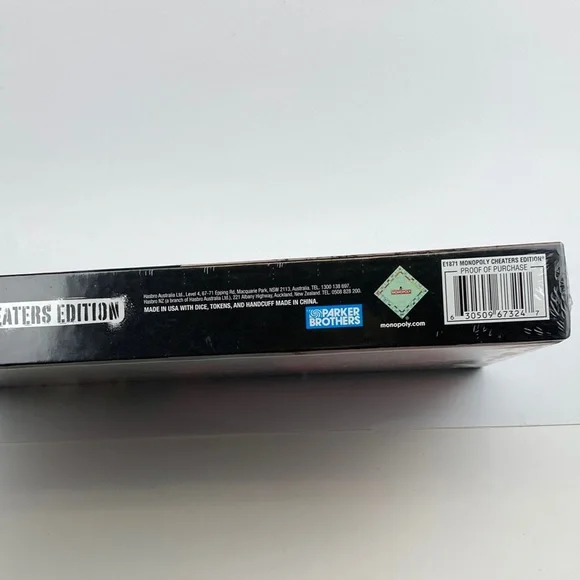 EATERS EDITION
Hasbro Australia Ltd., Level 4, 67-71 Epping Rd, Macquarie Park, NSW 2113, Australia. TEL. 1300 138 697.
Hasbro NZ (a branch of Hasbro Australia Ltd.), 221 Albany Highway, Auckland, New Zealand. TEL. 0508 828 200.
MADE IN USA WITH DICE, TOKENS, AND HANDCUFF MADE IN CHINA.
PARKER
BROTHERS
MONOPOLY
monopoly.com
E1871 MONOPOLY CHEATERS EDITION
PROOF OF PURCHASE
6 30509 67324 7